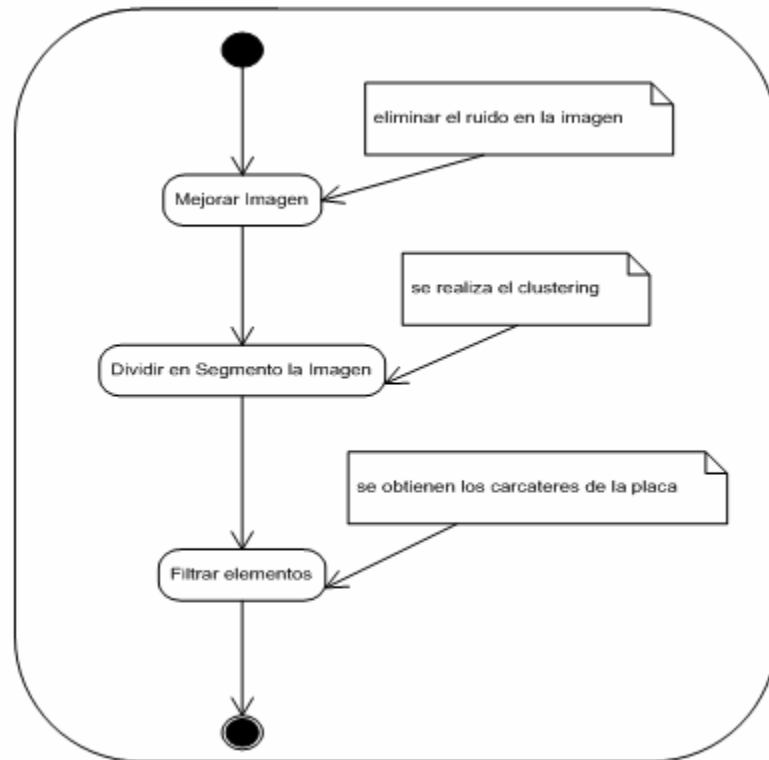 eliminar el ruido en la imagen
Mejorar Imagen
se realiza el clustering
Dividir en Segmento la Imagen
se obtienen los carcateres de la placa
Filtrar elementos